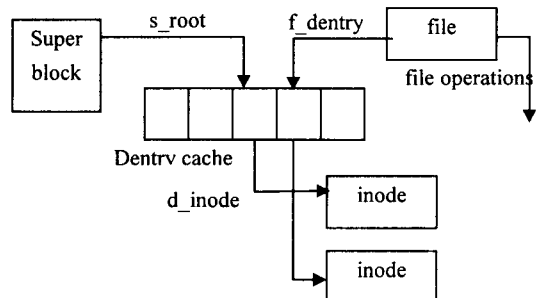 Super
block
s_root
f_dentry
file
file operations
Dentry cache
d_inode
inode
inode